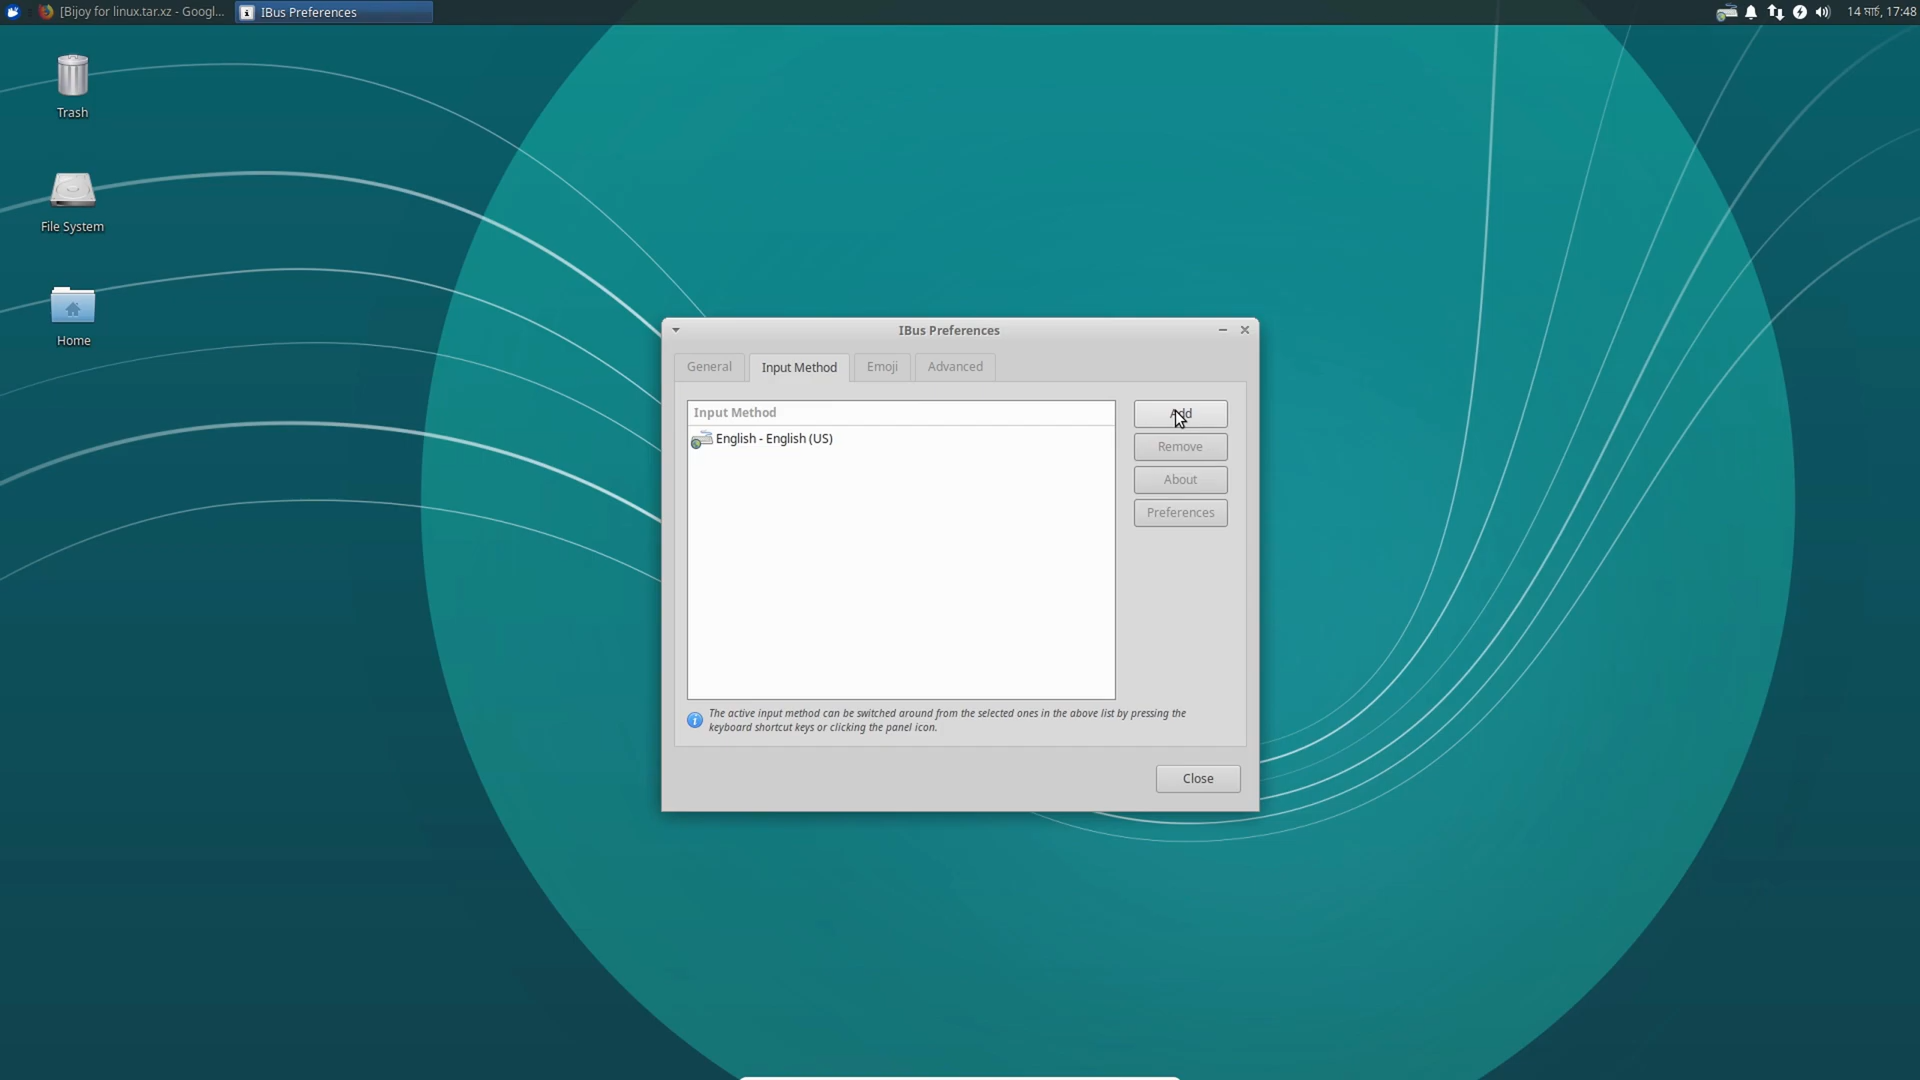 [Bijoy for linux.tar.xz - Googl...
IBus Preferences
14 মার্চ, 17:48
Trash
File System
Home
IBus Preferences
General
Input Method
Emoji
Advanced
Input Method
English - English (US)
Add
Remove
About
Preferences
The active input method can be switched around from the selected ones in the above list by pressing the
keyboard shortcut keys or clicking the panel icon.
Close